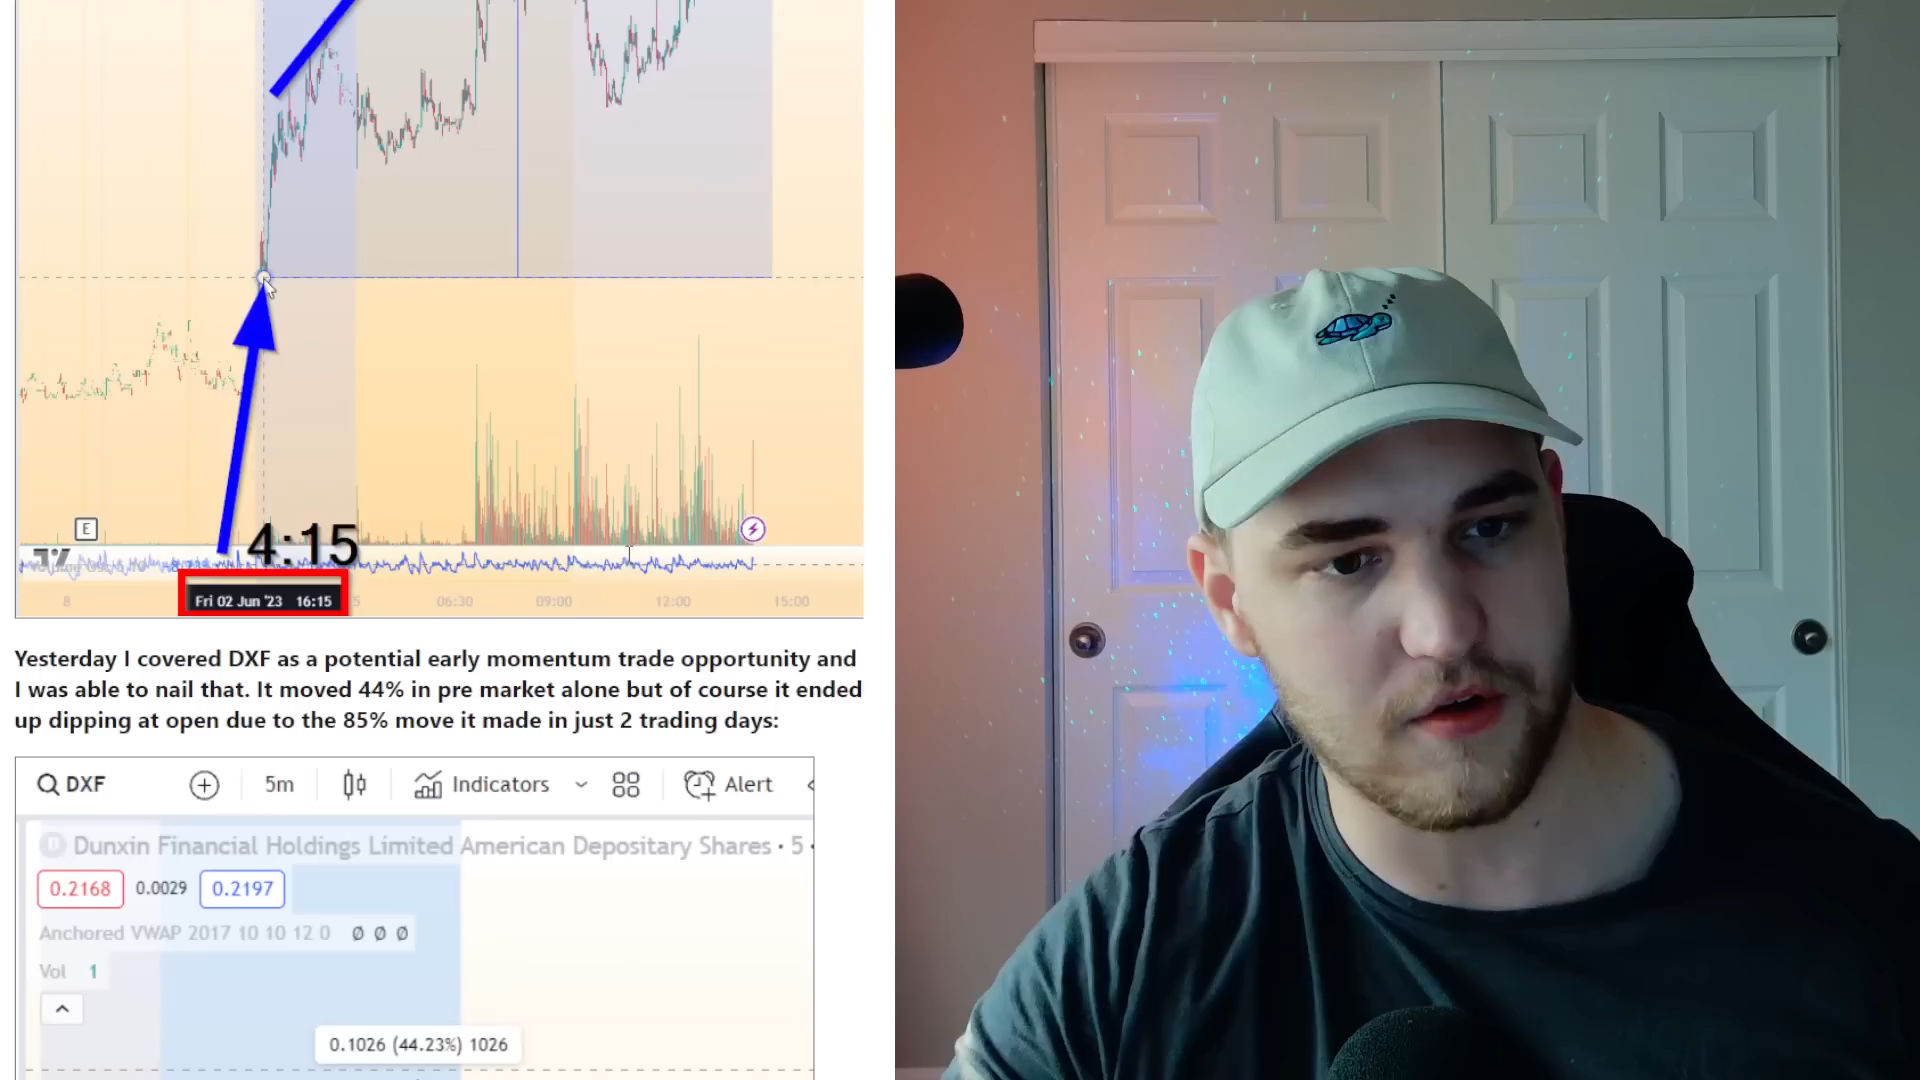 E
4:15
Fri 02 Jun '23 16:15
8
5
06:30
09:00
12:00
15:00
Yesterday I covered DXF as a potential early momentum trade opportunity and
I was able to nail that. It moved 44% in pre market alone but of course it ended
up dipping at open due to the 85% move it made in just 2 trading days:
DXF
5m
Indicators
Alert
Dunxin Financial Holdings Limited American Depositary Shares · 5 ·
0.2168
0.0029
0.2197
Anchored VWAP 2017 10 10 12 0 Ø Ø Ø
Vol 1
0.1026 (44.23%) 1026